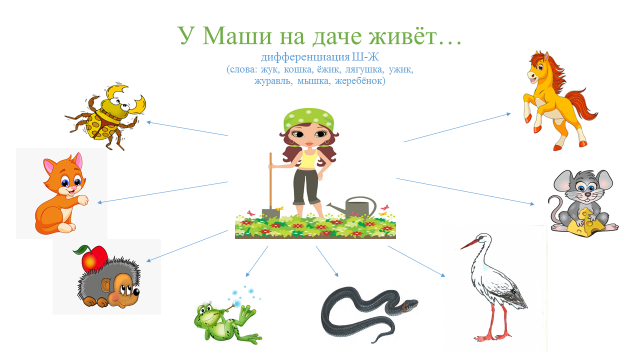 У Маши на даче живёт…
дифференциация Ш-Ж
(слова: жук, кошка, ёжик, лягушка, ужик,
журавль, мышка, жеребёнок)